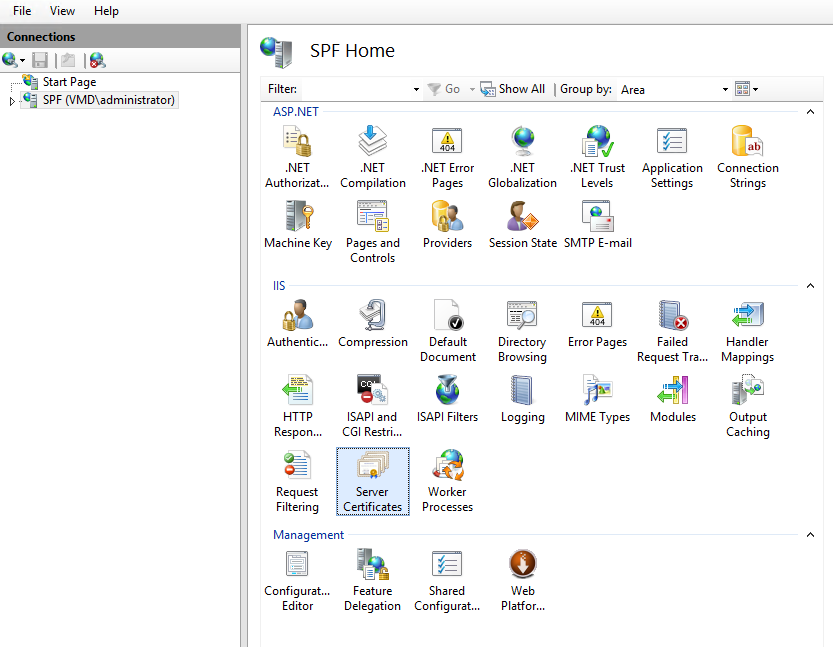 File View Help
Connections
Start Page
SPF (VMD\administrator)
SPF Home
Filter: Go Show All Group by: Area
ASP.NET
.NET Authorizat...
.NET Compilation
404
.NET Error Pages
.NET Globalization
.NET Trust Levels
Application Settings
ab
Connection Strings
Machine Key
Pages and Controls
Providers
Session State
SMTP E-mail
IIS
Authentic...
Compression
Default Document
Directory Browsing
404
Error Pages
Failed Request Tra...
Handler Mappings
HTTP Respon...
CGI
ISAPI and CGI Restri...
ISAPI Filters
Logging
MIME Types
Modules
Output Caching
Request Filtering
Server Certificates
Worker Processes
Management
Configurat... Editor
Feature Delegation
Shared Configurat...
Web Platfor...